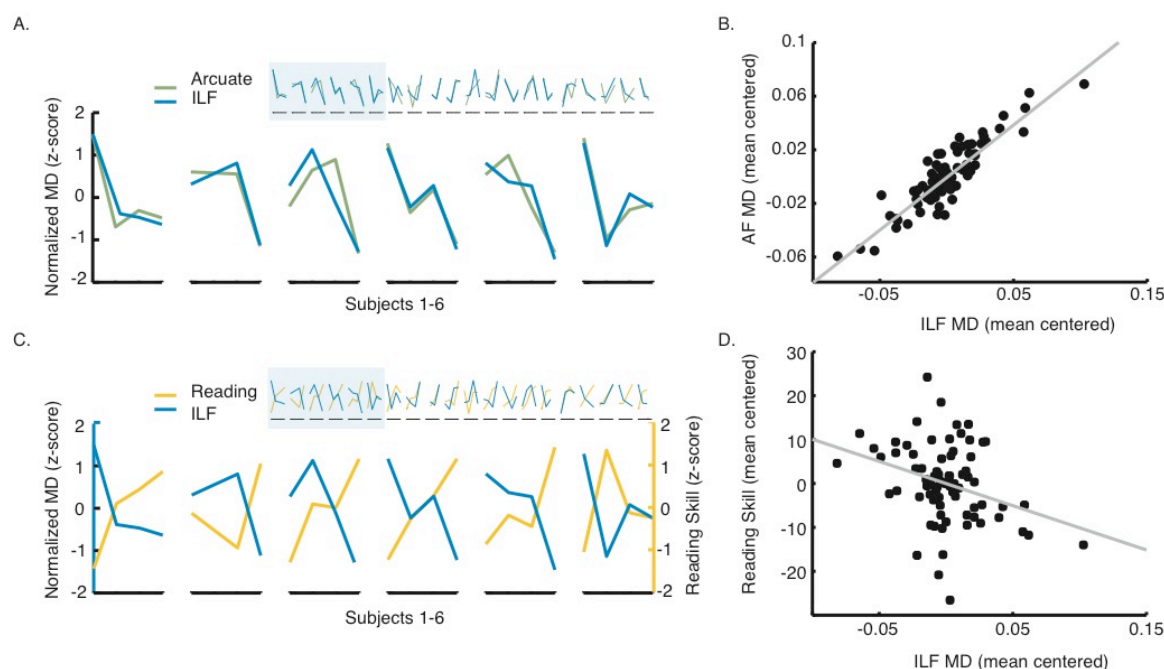 A.
Arcuate
ILF
Normalized MD (z-score)
2
1
0
-1
-2
Subjects 1-6
B.
AF MD (mean centered)
0.1
0.06
0.02
-0.02
-0.06
-0.05
0.05
0.15
ILF MD (mean centered)
C.
Reading
ILF
Normalized MD (z-score)
2
1
0
-1
-2
Reading Skill (z-score)
2
1
0
-1
-2
Subjects 1-6
D.
Reading Skill (mean centered)
30
20
10
0
-10
-20
-30
-0.05
0.05
0.15
ILF MD (mean centered)